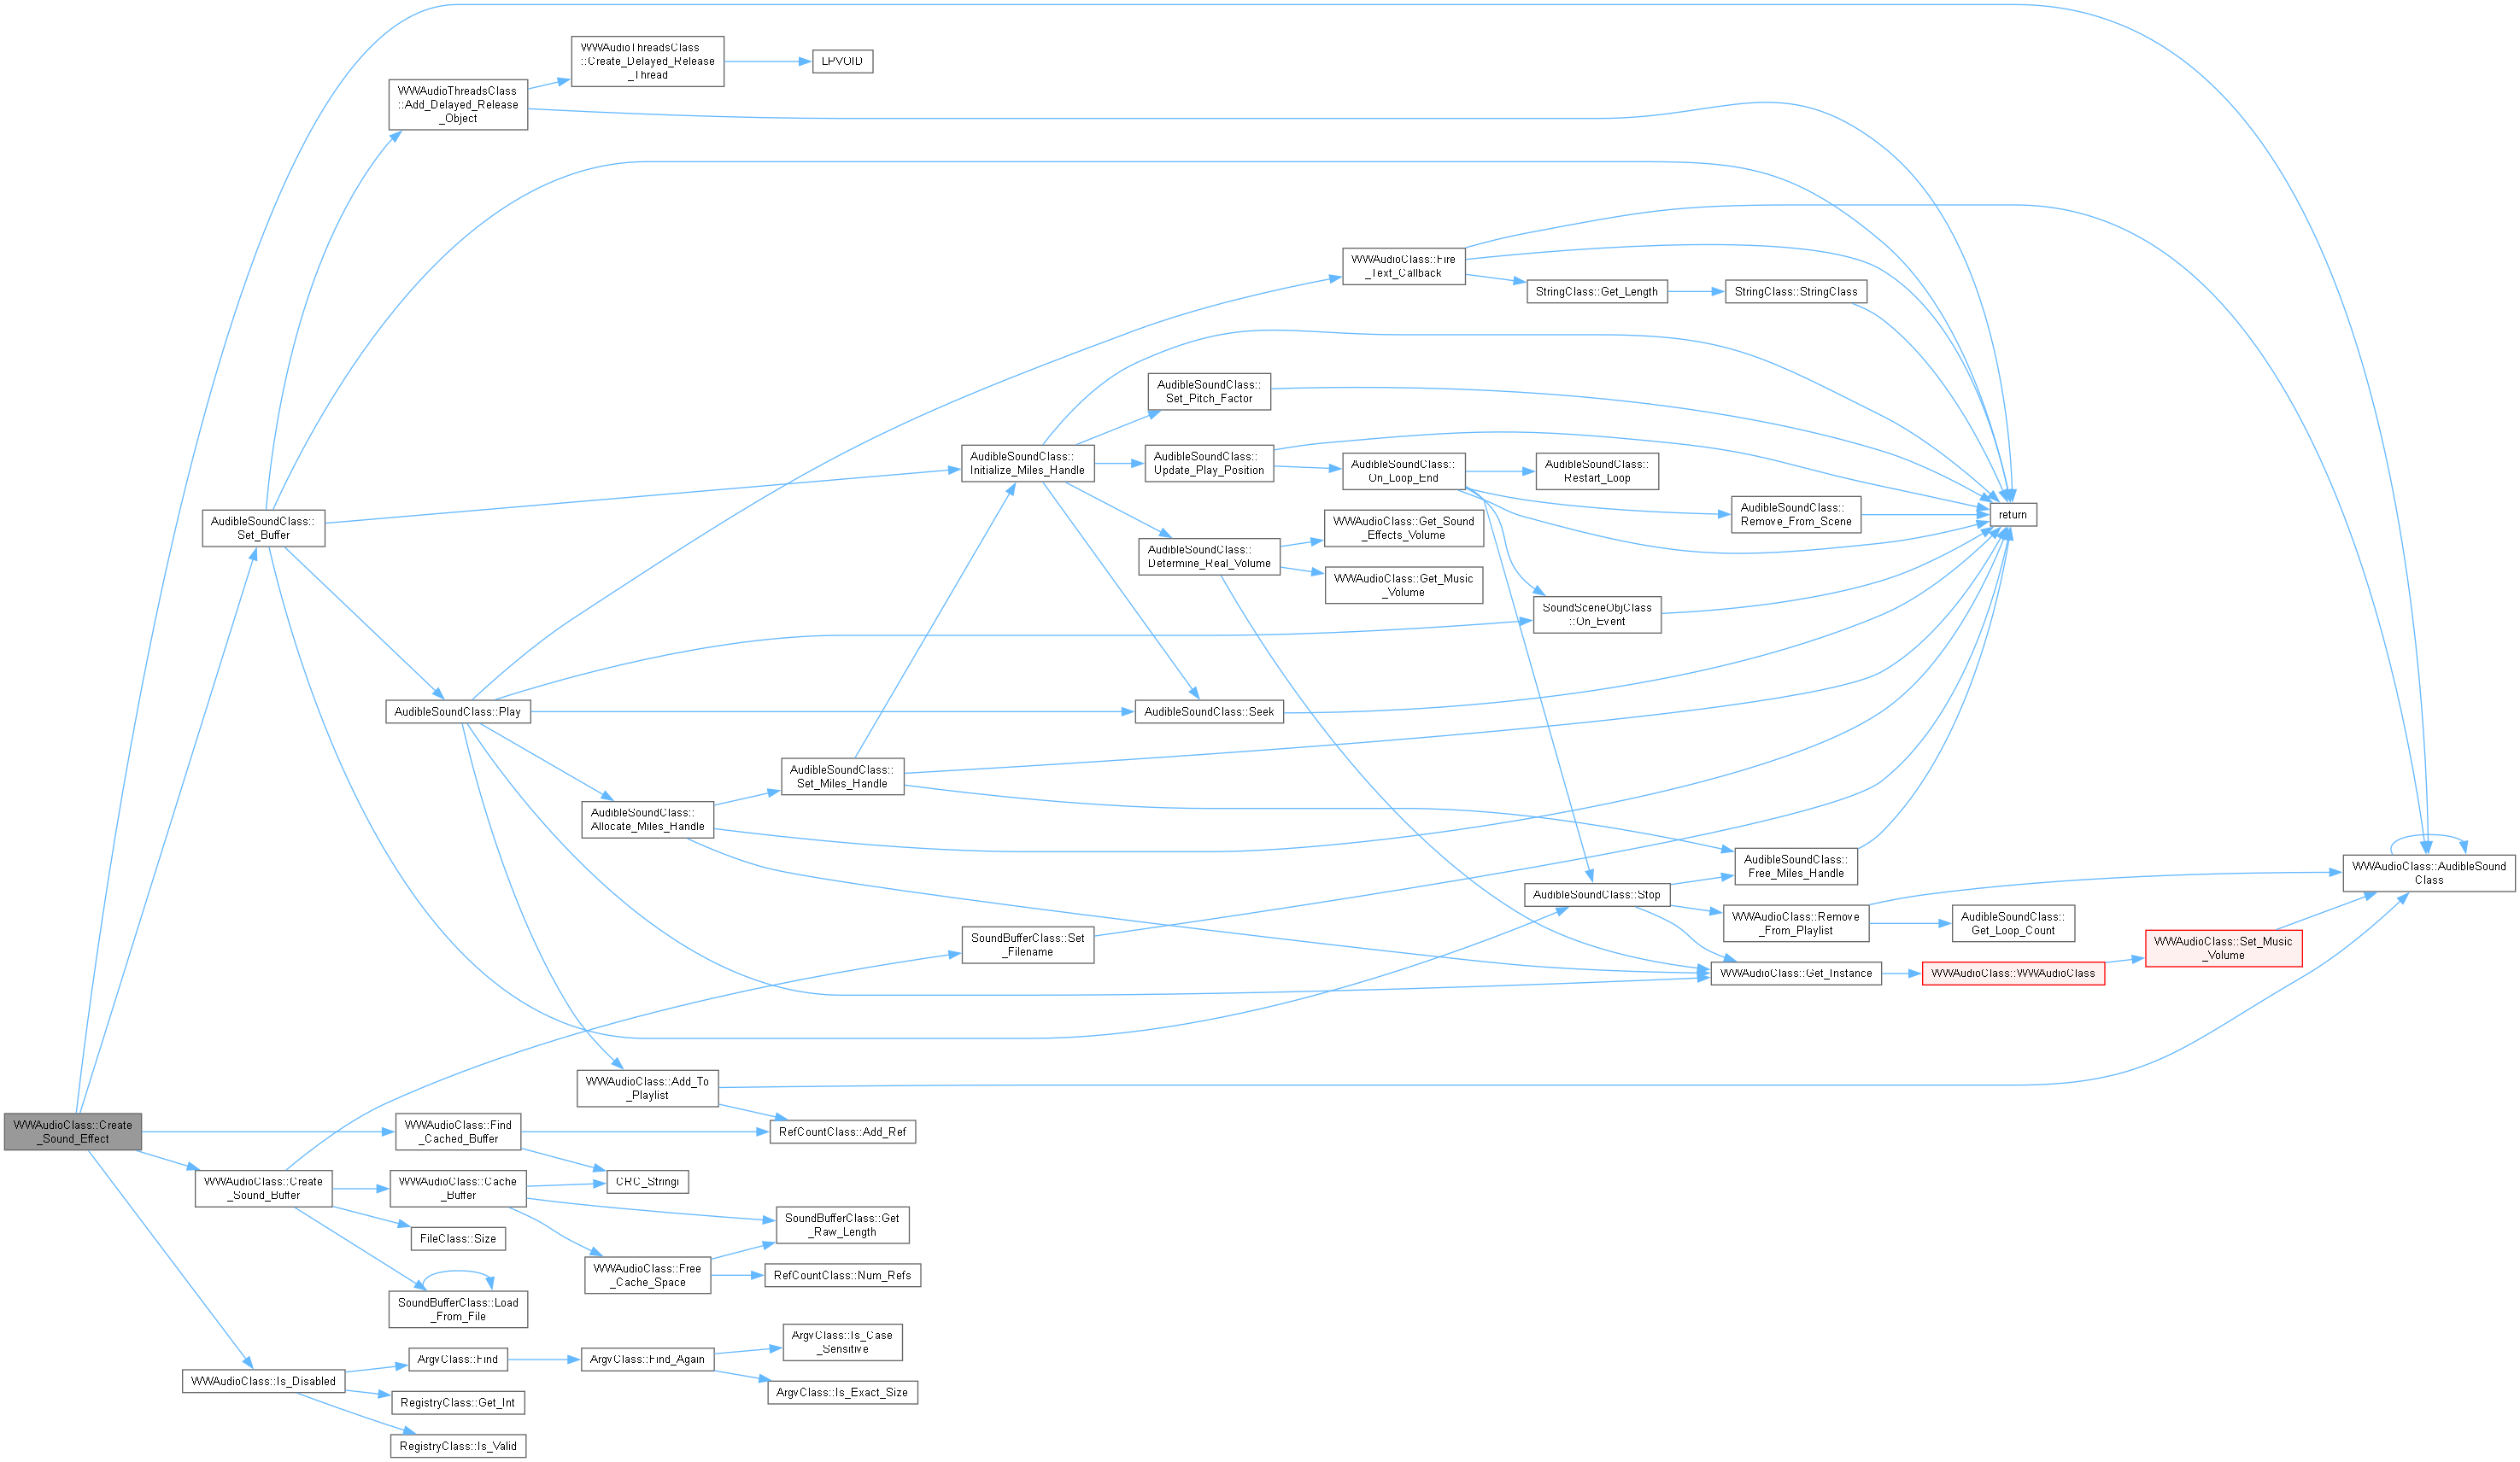 WWAudioThreadsClass
::Create_Delayed_Release
_Thread
LPVOID
WWAudioThreadsClass
::Add_Delayed_Release
_Object
WWAudioClass::Fire
_Text_Callback
StringClass::Get_Length
StringClass::StringClass
AudibleSoundClass::
Set_Pitch_Factor
AudibleSoundClass::
Initialize_Miles_Handle
AudibleSoundClass::
Update_Play_Position
AudibleSoundClass::
On_Loop_End
AudibleSoundClass::
Restart_Loop
AudibleSoundClass::
Remove_From_Scene
return
AudibleSoundClass::
Set_Buffer
WWAudioClass::Get_Sound
_Effects_Volume
AudibleSoundClass::
Determine_Real_Volume
WWAudioClass::Get_Music
_Volume
SoundSceneObjClass
::On_Event
AudibleSoundClass::Play
AudibleSoundClass::Seek
AudibleSoundClass::
Set_Miles_Handle
AudibleSoundClass::
Allocate_Miles_Handle
AudibleSoundClass::
Free_Miles_Handle
WWAudioClass::AudibleSound
Class
AudibleSoundClass::Stop
WWAudioClass::Remove
_From_Playlist
AudibleSoundClass::
Get_Loop_Count
SoundBufferClass::Set
_Filename
WWAudioClass::Get_Instance
WWAudioClass::WWAudioClass
WWAudioClass::Set_Music
_Volume
WWAudioClass::Add_To
_Playlist
WWAudioClass::Create
_Sound_Effect
WWAudioClass::Find
_Cached_Buffer
RefCountClass::Add_Ref
WWAudioClass::Create
_Sound_Buffer
WWAudioClass::Cache
_Buffer
CRC_Stringi
SoundBufferClass::Get
_Raw_Length
FileClass::Size
WWAudioClass::Free
_Cache_Space
RefCountClass::Num_Refs
SoundBufferClass::Load
_From_File
WWAudioClass::Is_Disabled
ArgvClass::Find
ArgvClass::Find_Again
ArgvClass::Is_Case
_Sensitive
ArgvClass::Is_Exact_Size
RegistryClass::Get_Int
RegistryClass::Is_Valid